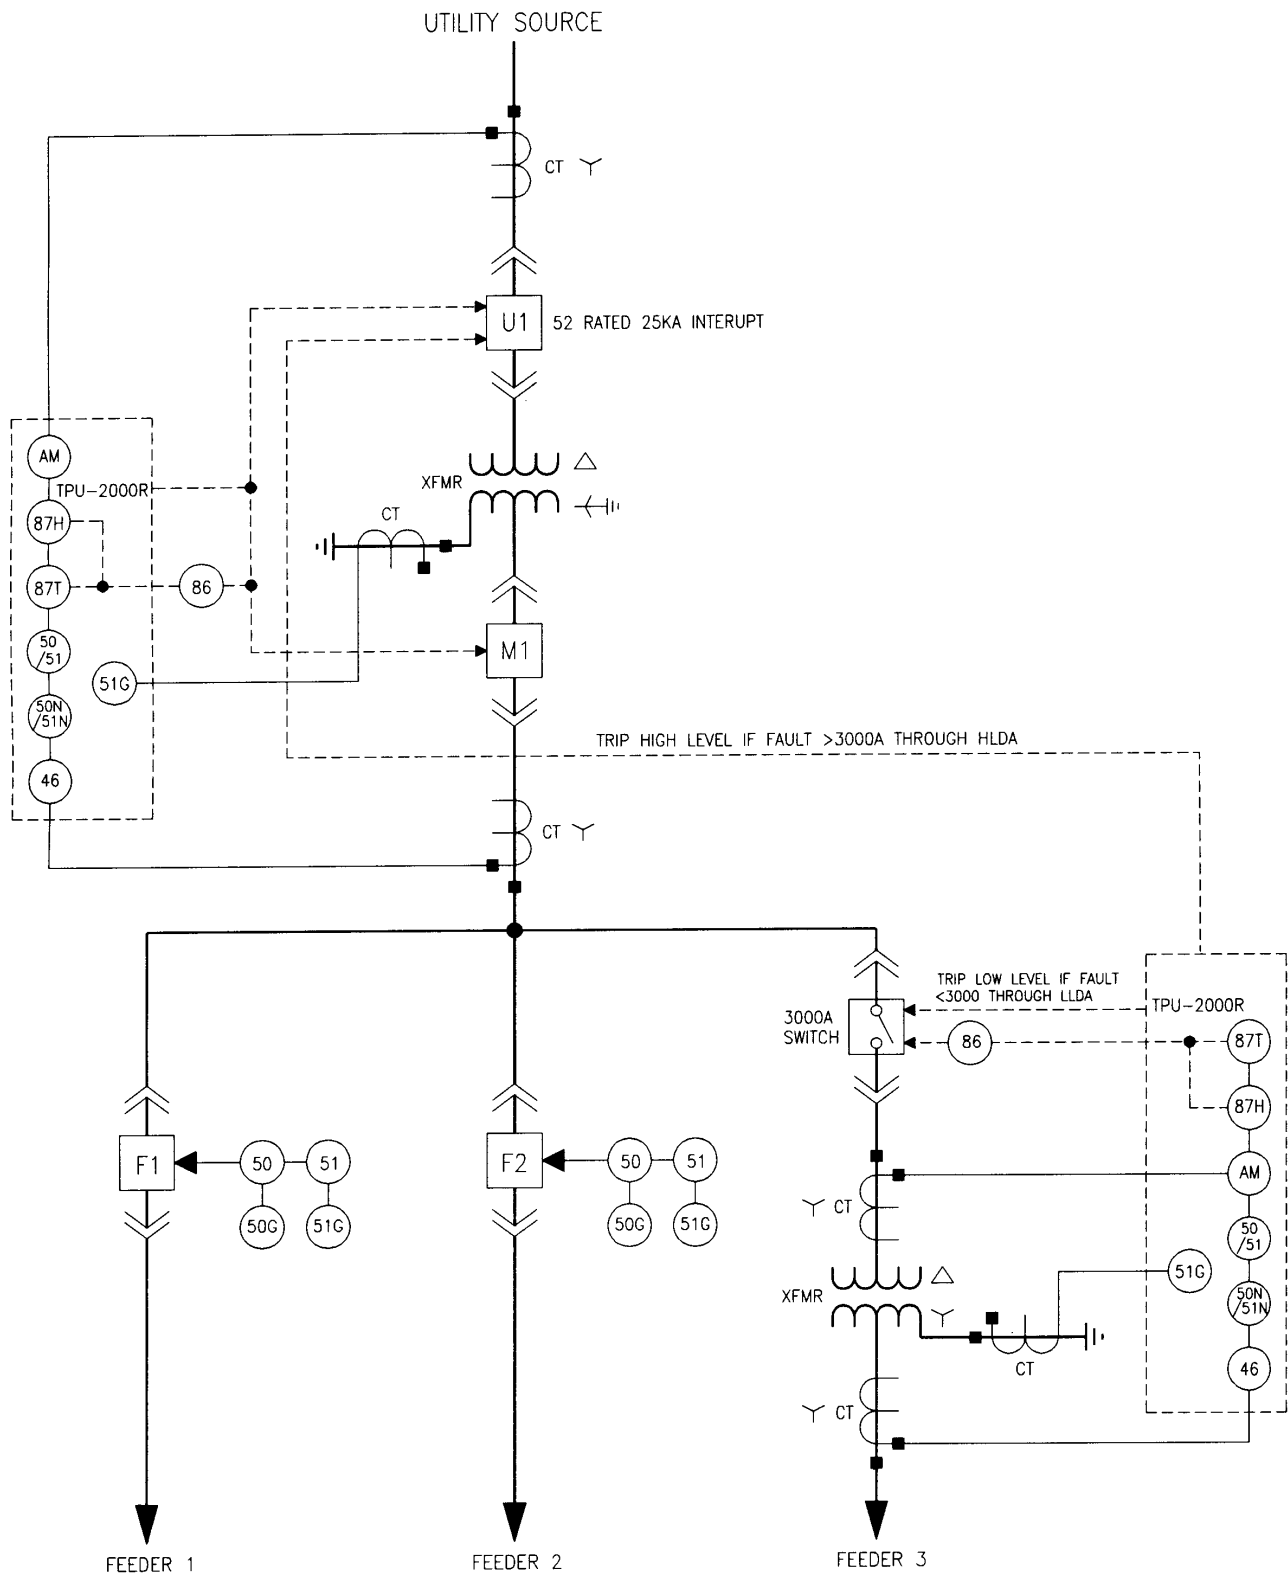 UTILITY SOURCE
CT
U1
52 RATED 25KA INTERUPT
AM
TPU-2000R
XFMR
87H
CT
87T
86
50
/51
M1
51G
50N
/51N
TRIP HIGH LEVEL IF FAULT >3000A THROUGH HLDA
46
CT
TRIP LOW LEVEL IF FAULT
<3000 THROUGH LLDA
TPU-2000R
3000A
SWITCH
86
87T
87H
F1
50
51
F2
50
51
AM
50G
51G
50G
51G
CT
50
/51
51G
XFMR
50N
/51N
CT
46
CT
FEEDER 1
FEEDER 2
FEEDER 3